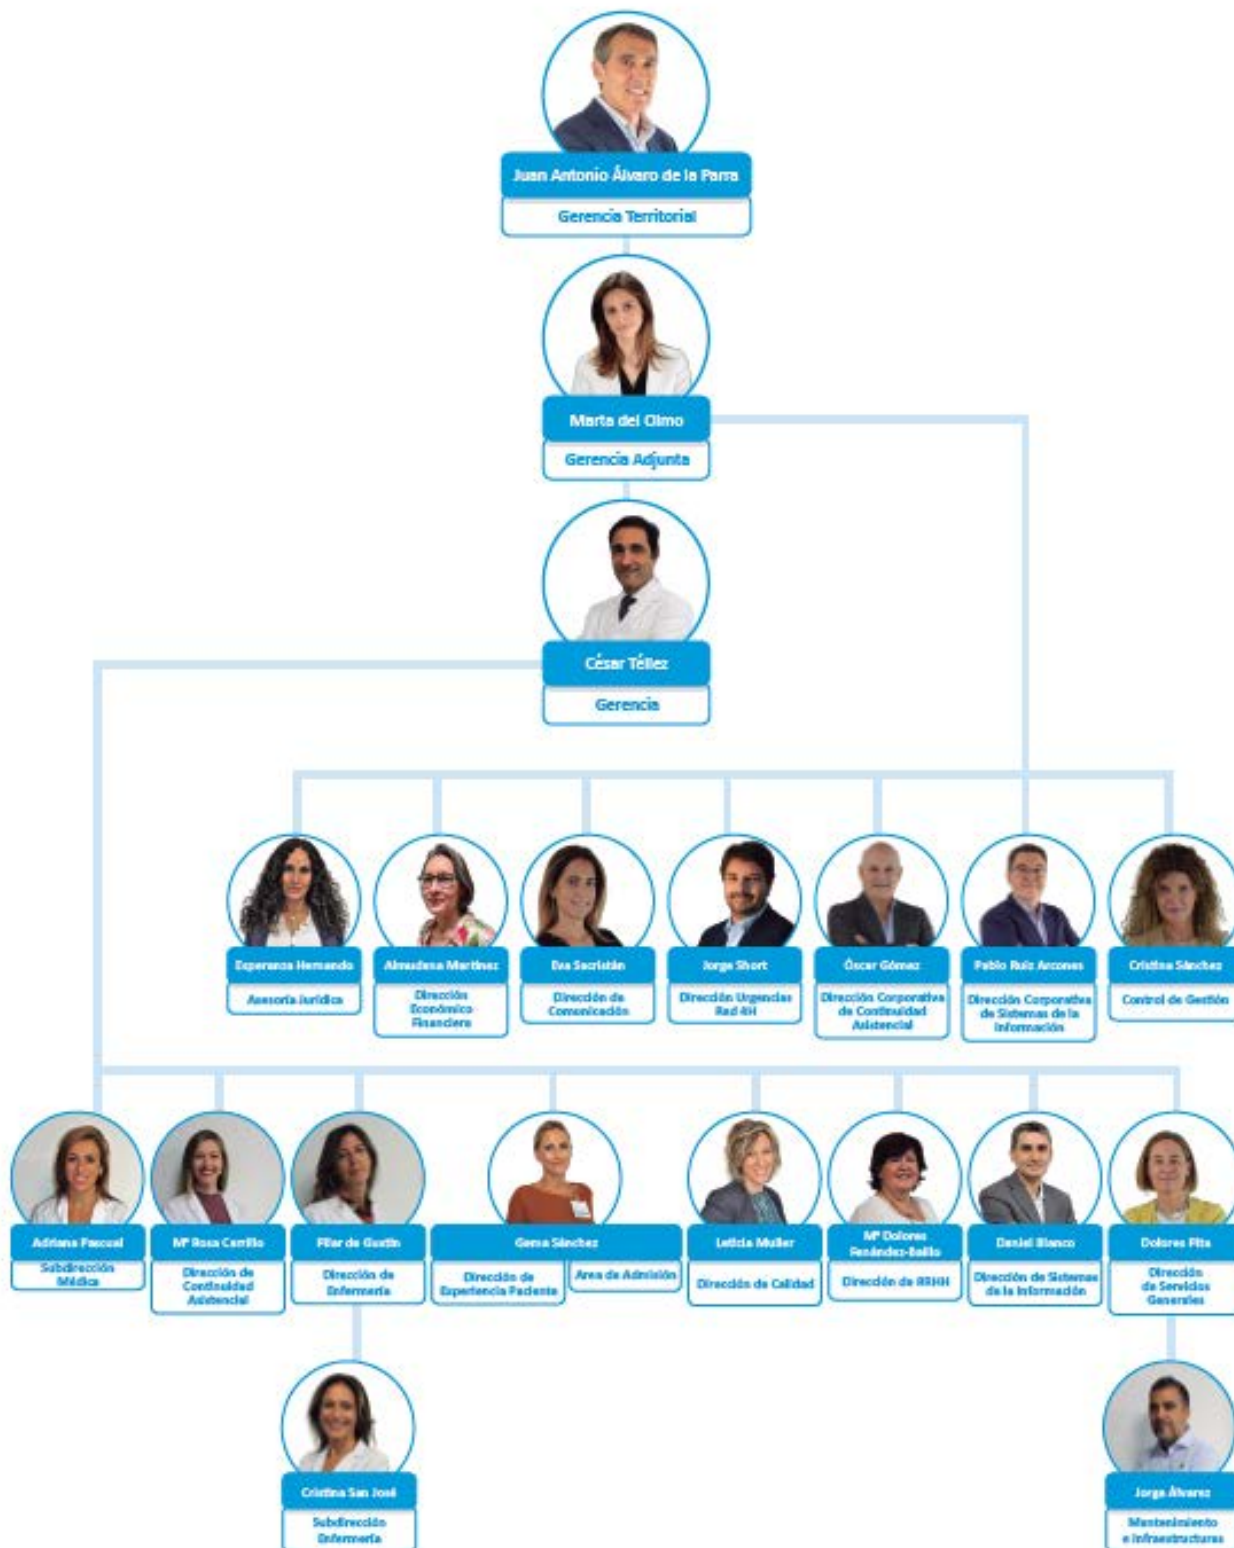 Juan Antonio Álvaro de la Parra
Gerencia Territorial
Marta del Olmo
Gerencia Adjunta
César Téllez
Gerencia
Esperanza Hernando
Asesoría Jurídica
Almudena Martínez
Dirección
Económico
Financiera
Eva Sacristán
Dirección de
Comunicación
Jorge Short
Dirección Urgencias
Red 4H
Óscar Gómez
Dirección Corporativa
de Continuidad
Asistencial
Pablo Ruiz Arcones
Dirección Corporativa
de Sistemas de la
Información
Cristina Sánchez
Control de Gestión
Adriana Pascual
Subdirección
Médica
Mª Rosa Carrillo
Dirección de
Continuidad
Asistencial
Pilar de Gustín
Dirección de
Enfermería
Gema Sánchez
Dirección de
Experiencia Paciente
Area de Admisión
Leticia Muller
Dirección de Calidad
Mª Dolores
Fenández-Baillo
Dirección de RRHH
Daniel Blanco
Dirección de Sistemas
de la Información
Dolores Pita
Dirección
de Servicios
Generales
Cristina San José
Subdirección
Enfermería
Jorge Álvarez
Mantenimiento
e Infraestructuras